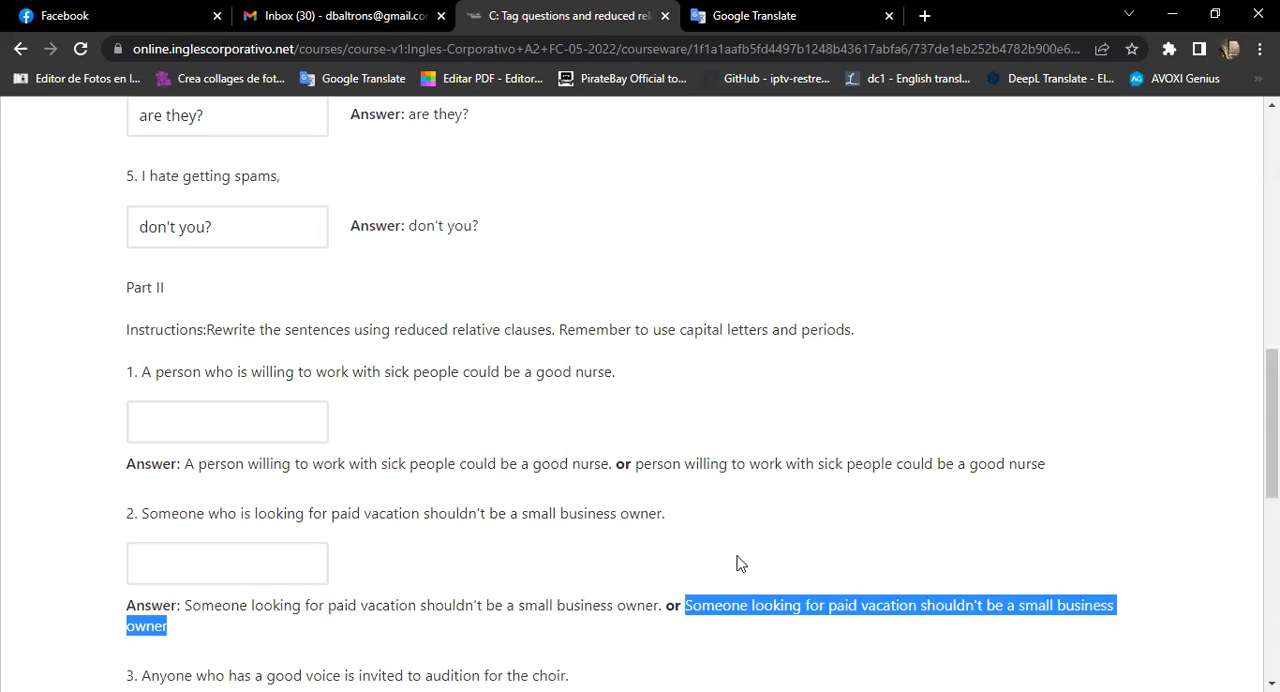 Facebook
Inbox (30) - dbaltrons@gmail.co
C: Tag questions and reduced rel
Google Translate
online.inglescorporativo.net/courses/course-v1:Ingles-Corporativo+A2+FC-05-2022/courseware/1f1a1aafb5fd4497b1248b43617abfa6/737de1eb252b4782b900e6...
Editor de Fotos en l...
Crea collages de fot...
Google Translate
Editar PDF - Editor...
PirateBay Official to...
GitHub - iptv-restre...
dc1 - English transl...
DeepL Translate - El...
AVOXI Genius
are they?
Answer: are they?
5. I hate getting spams,
don't you?
Answer: don't you?
Part II
Instructions:Rewrite the sentences using reduced relative clauses. Remember to use capital letters and periods.
1. A person who is willing to work with sick people could be a good nurse.
Answer: A person willing to work with sick people could be a good nurse. or person willing to work with sick people could be a good nurse
2. Someone who is looking for paid vacation shouldn't be a small business owner.
Answer: Someone looking for paid vacation shouldn't be a small business owner. or Someone looking for paid vacation shouldn't be a small business
owner
3. Anyone who has a good voice is invited to audition for the choir.